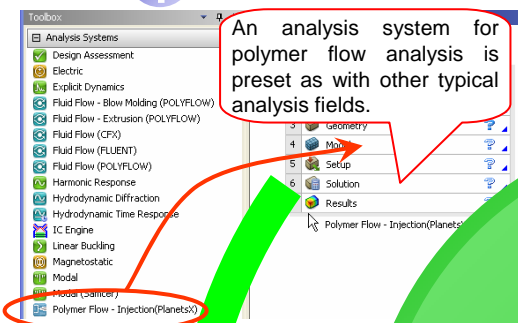 Toolbox
Analysis Systems
Design Assessment
Electric
Explicit Dynamics
Fluid Flow - Blow Molding (POLYFLOW)
Fluid Flow - Extrusion (POLYFLOW)
Fluid Flow (CFX)
Fluid Flow (FLUENT)
Fluid Flow (POLYFLOW)
Harmonic Response
Hydrodynamic Diffraction
Hydrodynamic Time Response
IC Engine
Linear Buckling
Magnetostatic
Modal
Modal (Samcef)
Polymer Flow - Injection(PlanetsX)
An analysis system for
polymer flow analysis is
preset as with other typical
analysis fields.
3 Geometry ?
4 Model ?
5 Setup ?
6 Solution ?
Results ?
Polymer Flow - Injection(Planets